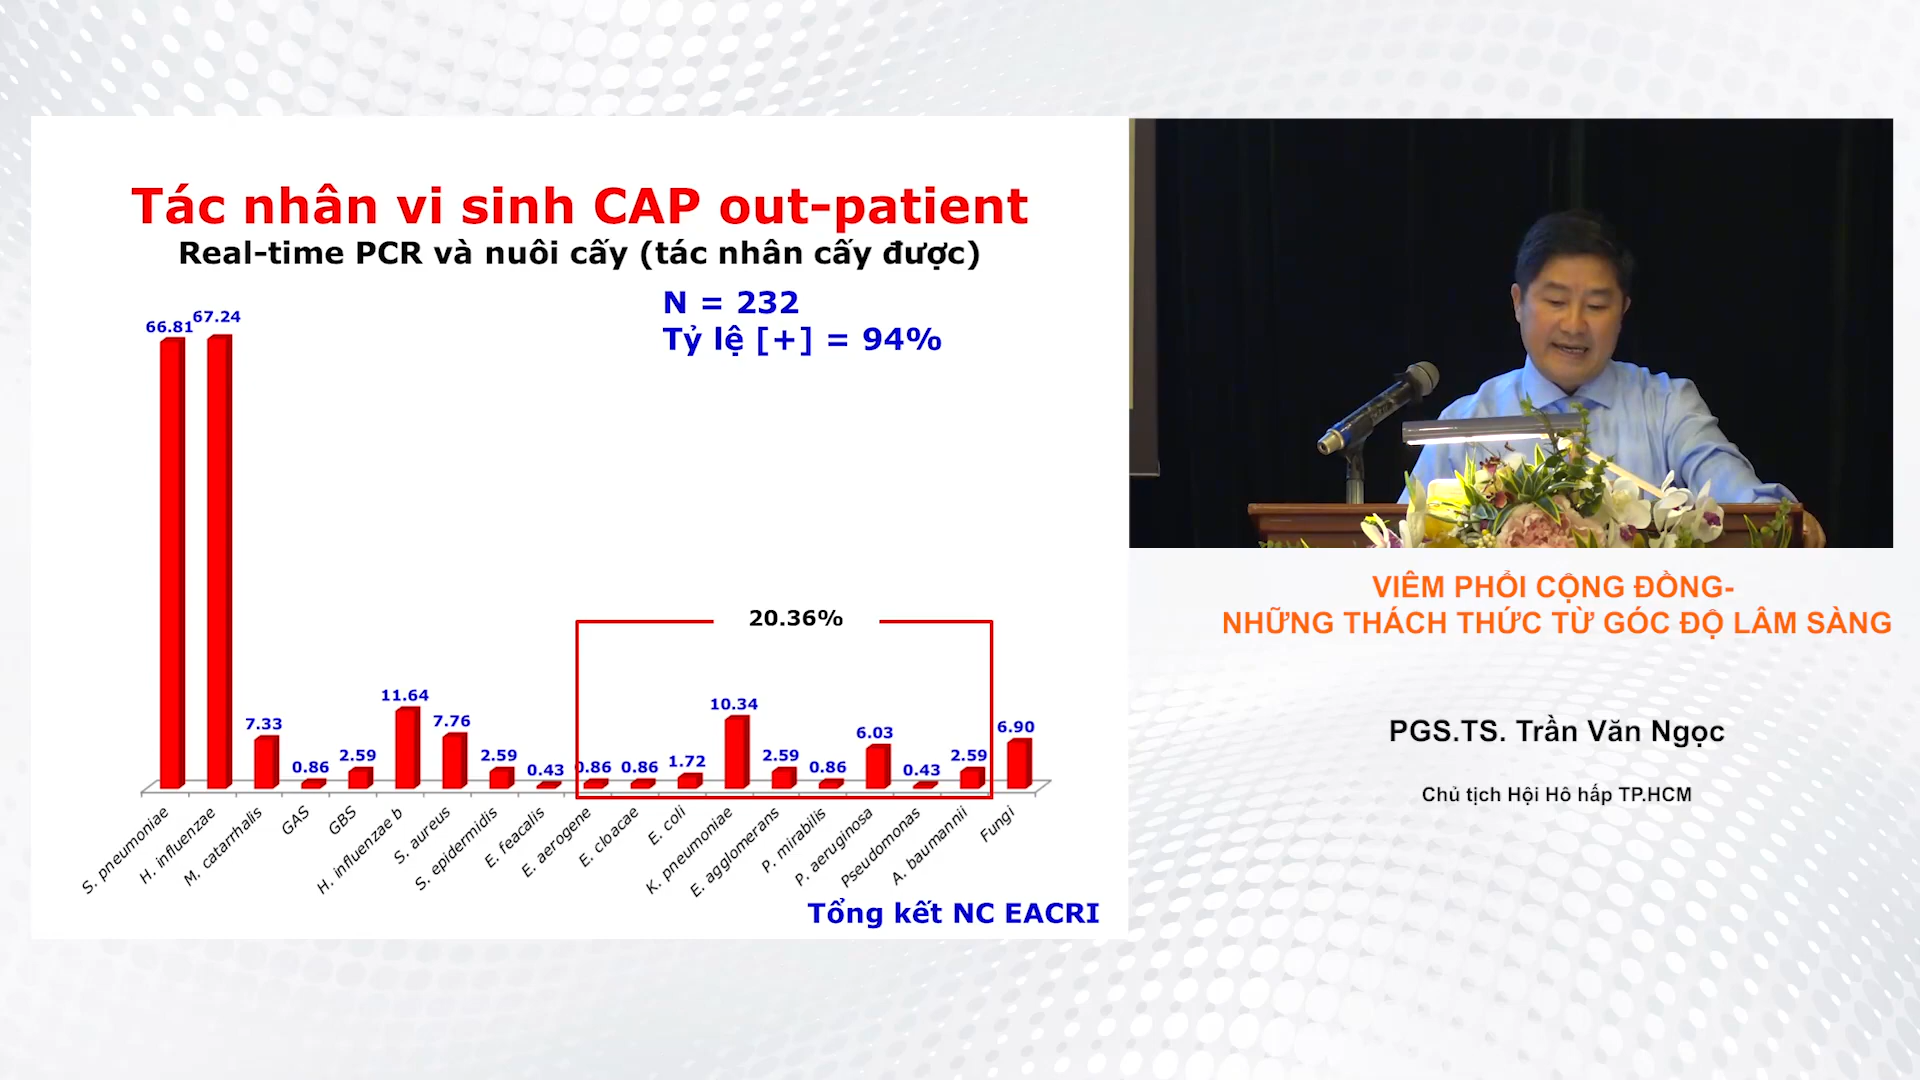 Tác nhân vi sinh CAP out-patient
Real-time PCR và nuôi cấy (tác nhân cấy được)
N = 232
Tỷ lệ [+] = 94%
66.81
67.24
7.33
0.86
2.59
11.64
7.76
2.59
0.43
0.86
0.86
1.72
10.34
2.59
0.86
6.03
0.43
2.59
6.90
20.36%
S. pneumoniae
H. influenzae
M. catarrhalis
GAS
GBS
H. influenzae b
S. aureus
S. epidermidis
E. feacalis
E. aerogene
E. cloacae
E. coli
K. pneumoniae
E. agglomerans
P. mirabilis
P. aeruginosa
Pseudomonas
A. baumannii
Fungi
Tổng kết NC EACRI
VIÊM PHỔI CỘNG ĐỒNG-
NHỮNG THÁCH THỨC TỪ GÓC ĐỘ LÂM SÀNG
PGS.TS. Trần Văn Ngọc
Chủ tịch Hội Hô hấp TP.HCM